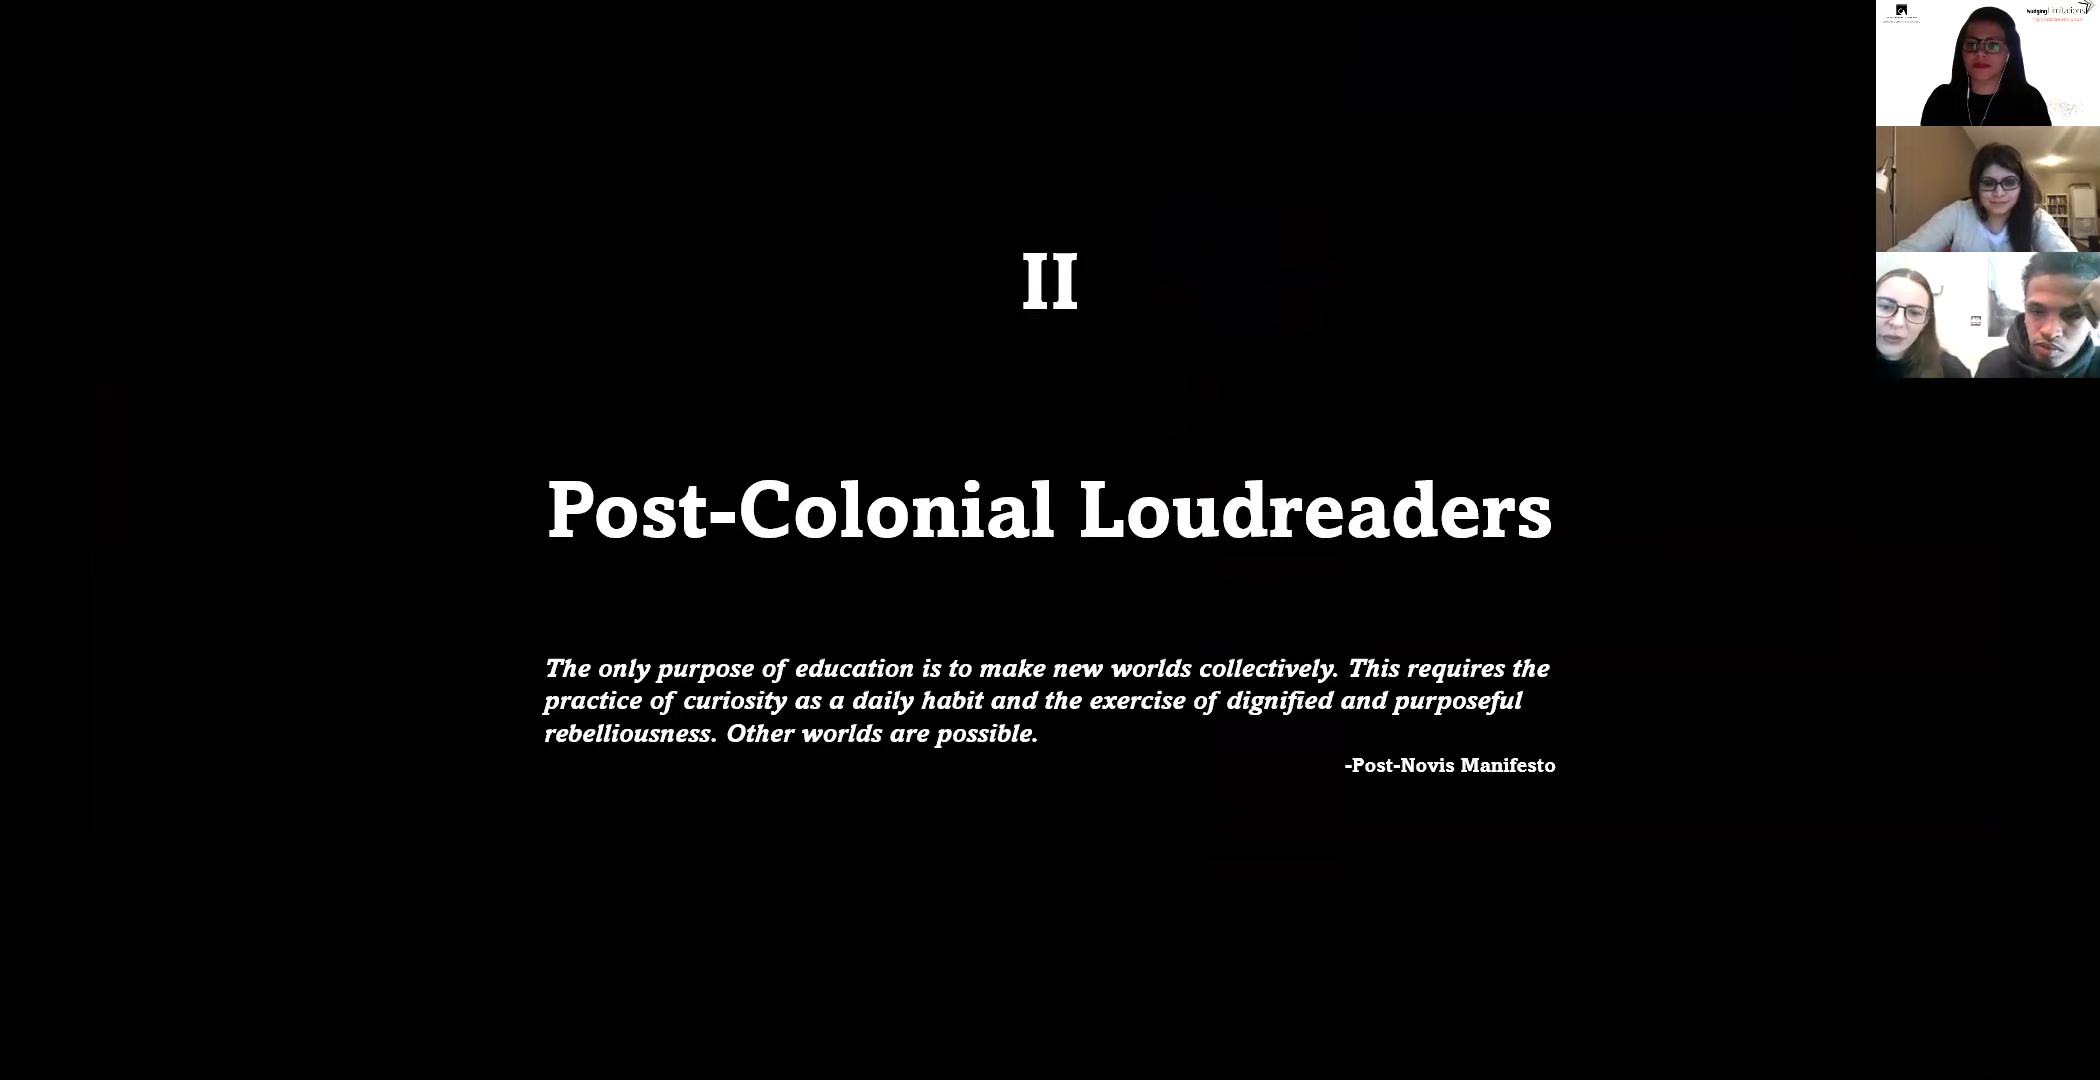 II
Post-Colonial Loudreaders
The only purpose of education is to make new worlds collectively. This requires the
practice of curiosity as a daily habit and the exercise of dignified and purposeful
rebelliousness. Other worlds are possible.
-Post-Novis Manifesto
NudgingLimitations